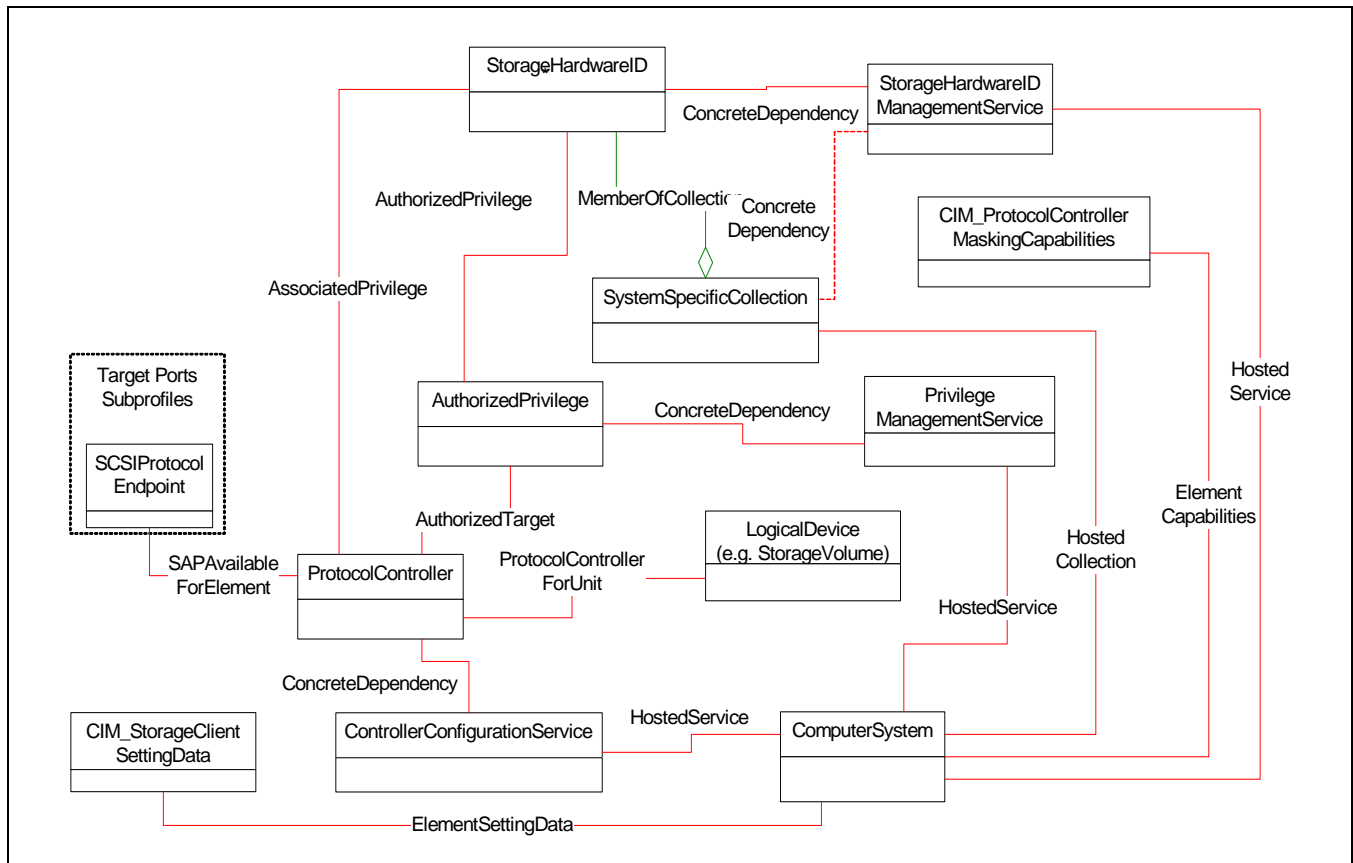 StorageHardwareID
StorageHardwareID
ManagementService
ConcreteDependency
AuthorizedPrivilege
MemberOfCollection
Concrete
Dependency
CIM_ProtocolController
MaskingCapabilities
AssociatedPrivilege
SystemSpecificCollection
Target Ports
Subprofiles
Hosted
Service
AuthorizedPrivilege
ConcreteDependency
Privilege
ManagementService
SCSIProtocol
Endpoint
Element
Capabilities
AuthorizedTarget
LogicalDevice
(e.g. StorageVolume)
Hosted
Collection
SAPAvailable
ForElement
ProtocolController
ProtocolController
ForUnit
HostedService
ConcreteDependency
CIM_StorageClient
SettingData
ControllerConfigurationService
HostedService
ComputerSystem
ElementSettingData